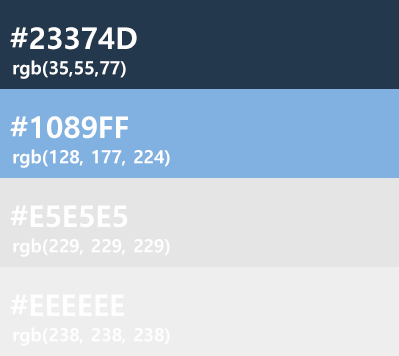 #23374D
rgb(35,55,77)
#1089FF
rgb(128, 177, 224)
#E5E5E5
rgb(229, 229, 229)
#EEEEEE
rgb(238, 238, 238)